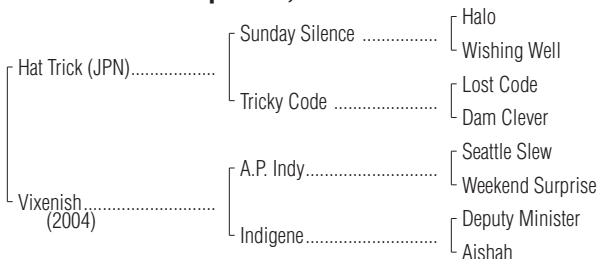 Halo
Sunday Silence ................
Wishing Well
Hat Trick (JPN)..................
Lost Code
Tricky Code ......................
Dam Clever
Seattle Slew
A.P. Indy............................
Weekend Surprise
Vixenish............................
(2004)
Deputy Minister
Indigene............................
Aishah